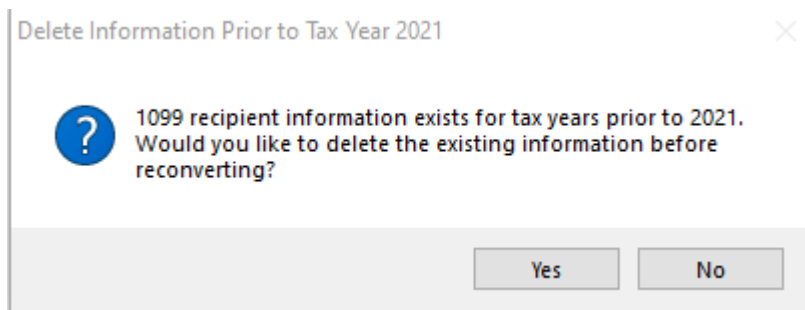 Delete Information Prior to Tax Year 2021
1099 recipient information exists for tax years prior to 2021.
Would you like to delete the existing information before
reconverting?
Yes No